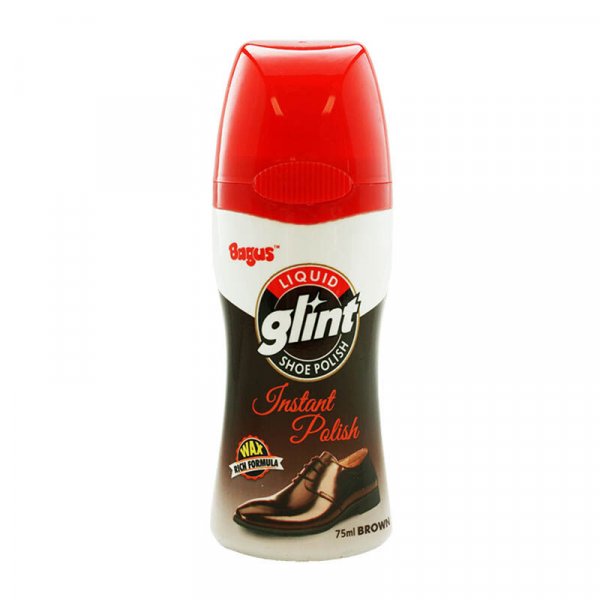 Bagus™
LIQUID
glint
SHOE POLISH
Instant
Polish
WAX
RICH FORMULA
75ml BROWN